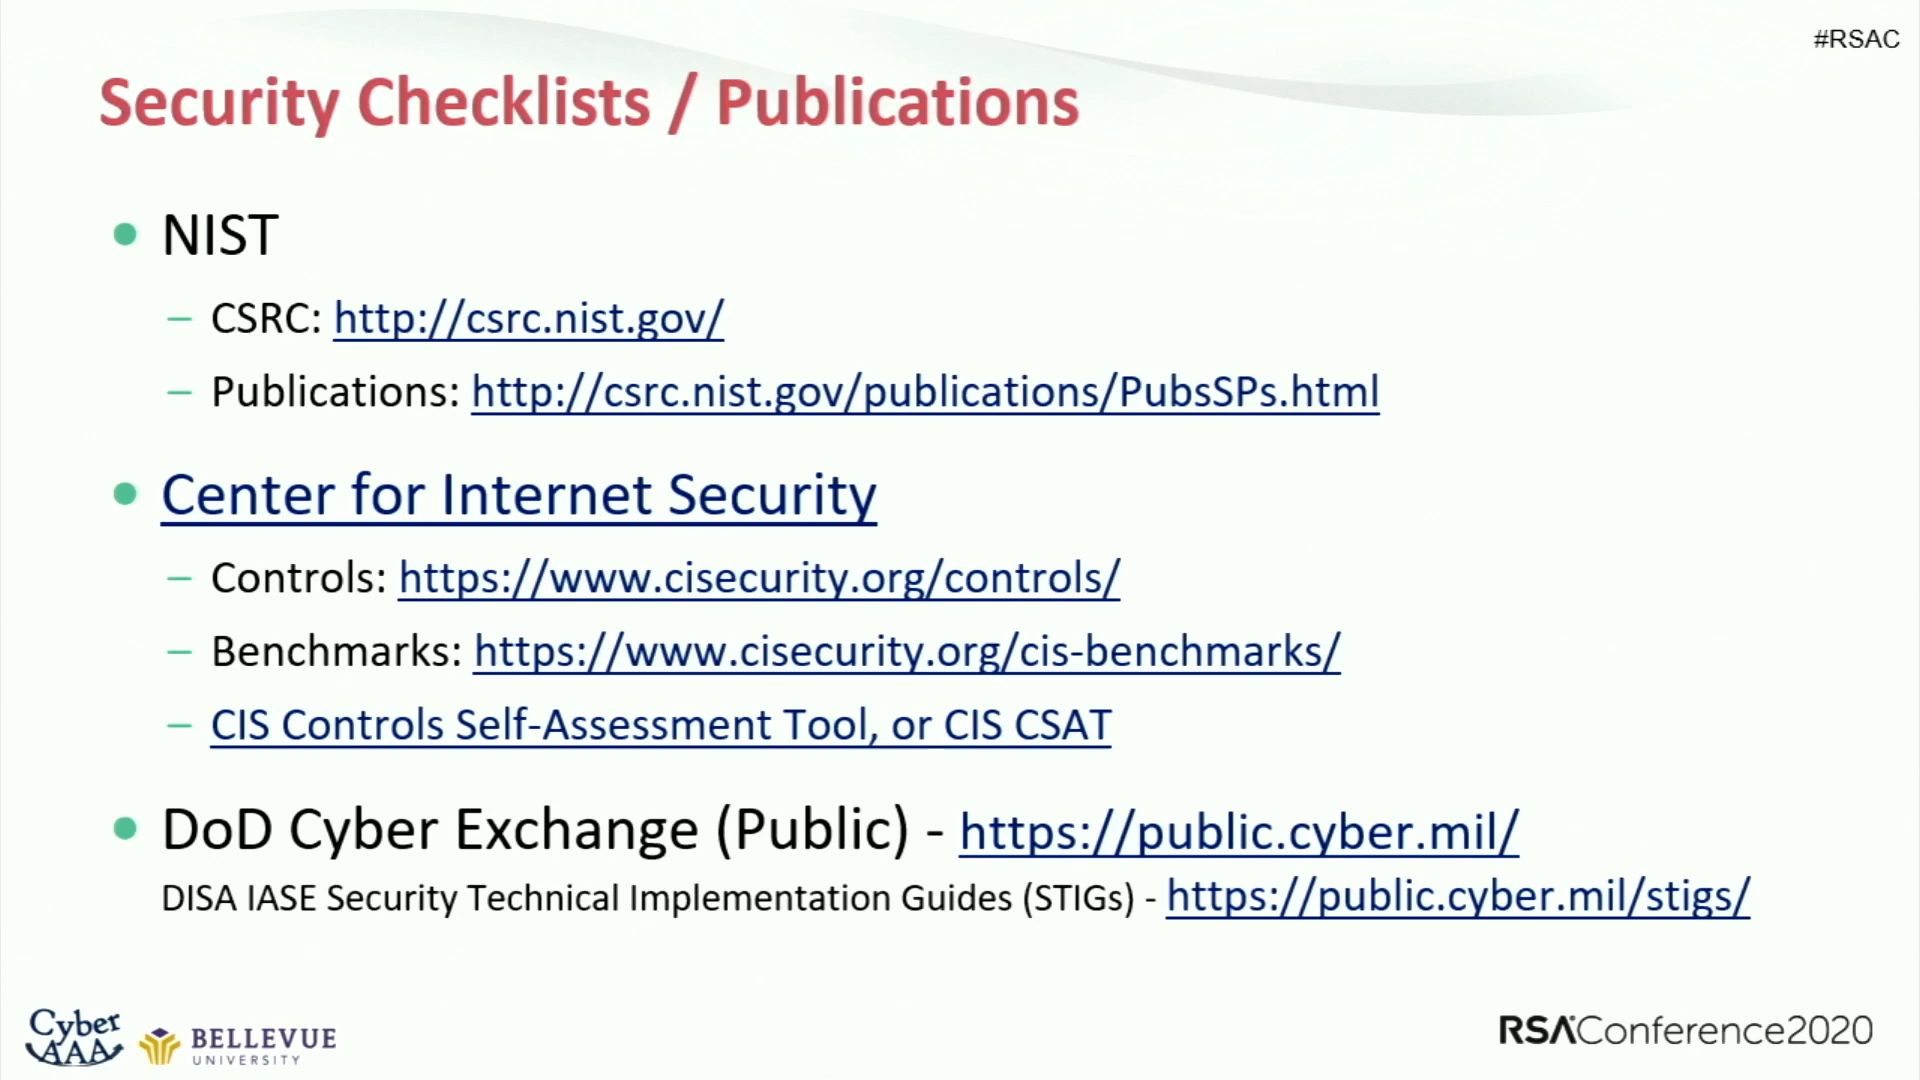 #RSAC
Security Checklists / Publications
• NIST
– CSRC: http://csrc.nist.gov/
– Publications: http://csrc.nist.gov/publications/PubsSPs.html
• Center for Internet Security
– Controls: https://www.cisecurity.org/controls/
– Benchmarks: https://www.cisecurity.org/cis-benchmarks/
– CIS Controls Self-Assessment Tool, or CIS CSAT
• DoD Cyber Exchange (Public) - https://public.cyber.mil/
DISA IASE Security Technical Implementation Guides (STIGs) - https://public.cyber.mil/stigs/
Cyber
AAA
BELLEVUE
UNIVERSITY
RSAConference2020